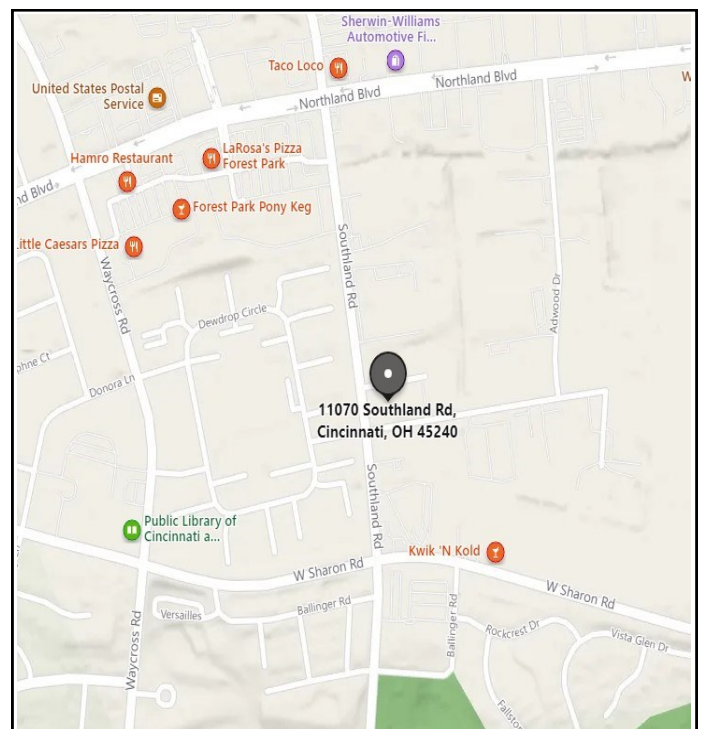 Sherwin-Williams
Automotive Fi...
Taco Loco
Northland Blvd
Northland Blvd
W
United States Postal
Service
LaRosa's Pizza
Forest Park
Hamro Restaurant
nd Blvd
Forest Park Pony Keg
Little Caesars Pizza
Southland Rd
Waycross Rd
Adwood Dr
Dewdrop Circle
phne Ct
Donora Ln
11070 Southland Rd,
Cincinnati, OH 45240
Southland Rd
Public Library of
Cincinnati a...
Kwik 'N Kold
W Sharon Rd
W Sharon Rd
Versailles
Ballinger Rd
Ballinger Rd
Rockcrest Dr
Vista Glen Dr
Waycross Rd
Fallsto